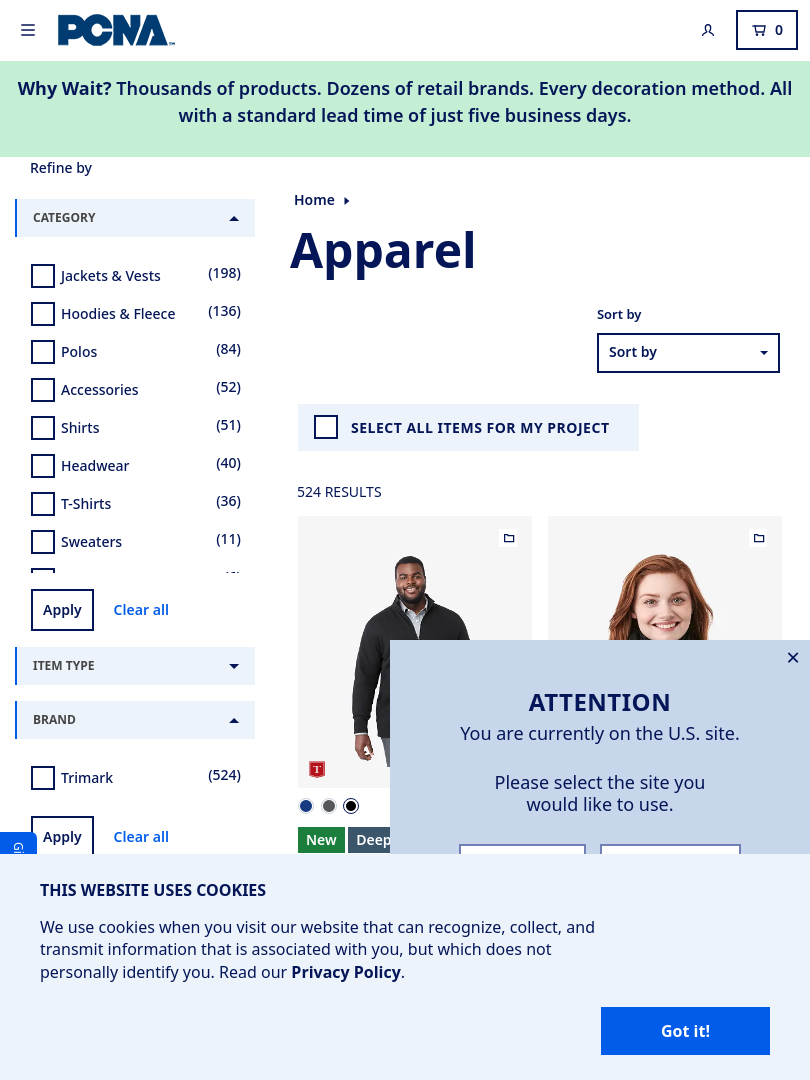 PCNA
0
Why Wait? Thousands of products. Dozens of retail brands. Every decoration method. All
with a standard lead time of just five business days.
Refine by
CATEGORY
Jackets & Vests (198)
Hoodies & Fleece (136)
Polos (84)
Accessories (52)
Shirts (51)
Headwear (40)
T-Shirts (36)
Sweaters (11)
Apply Clear all
ITEM TYPE
BRAND
Trimark (524)
Apply Clear all
Home
Apparel
Sort by
Sort by
SELECT ALL ITEMS FOR MY PROJECT
524 RESULTS
T
New Deep
ATTENTION
You are currently on the U.S. site.
Please select the site you
would like to use.
THIS WEBSITE USES COOKIES
We use cookies when you visit our website that can recognize, collect, and
transmit information that is associated with you, but which does not
personally identify you. Read our Privacy Policy.
Got it!